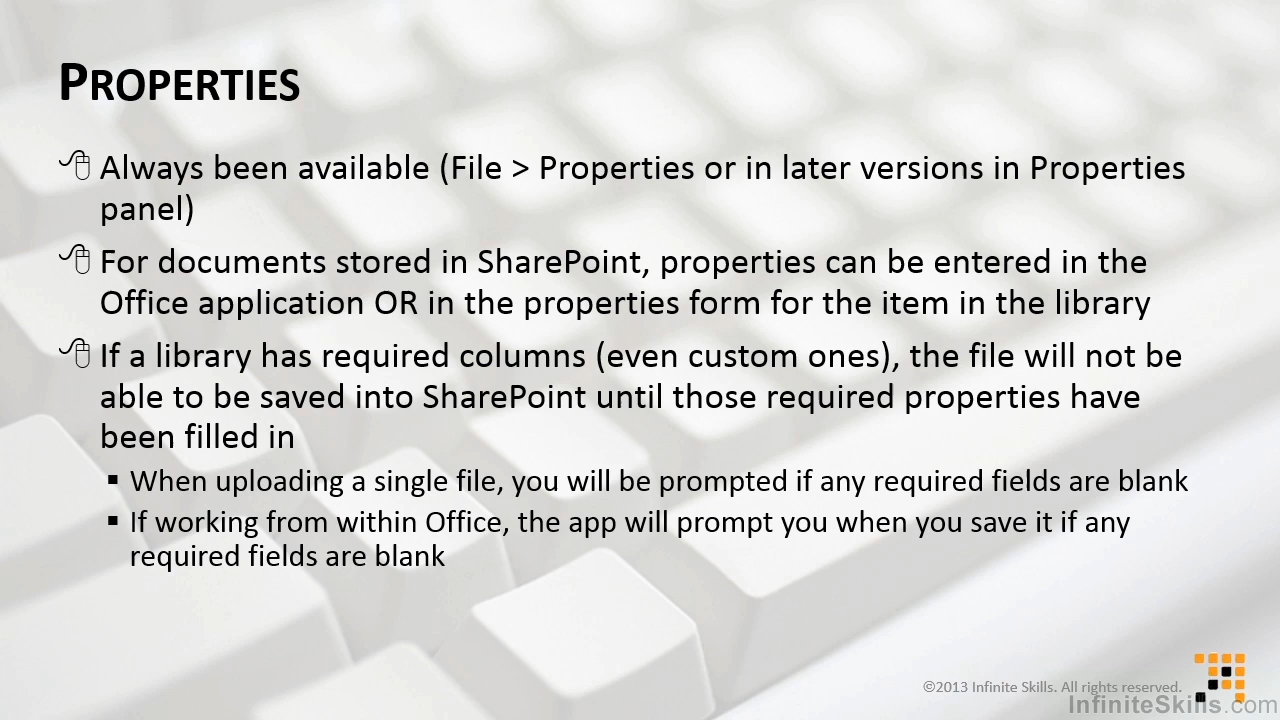 PROPERTIES
Always been available (File > Properties or in later versions in Properties
panel)
For documents stored in SharePoint, properties can be entered in the
Office application OR in the properties form for the item in the library
If a library has required columns (even custom ones), the file will not be
able to be saved into SharePoint until those required properties have
been filled in
▪ When uploading a single file, you will be prompted if any required fields are blank
▪ If working from within Office, the app will prompt you when you save it if any
required fields are blank
©2013 Infinite Skills. All rights reserved.
InfiniteSkills.com